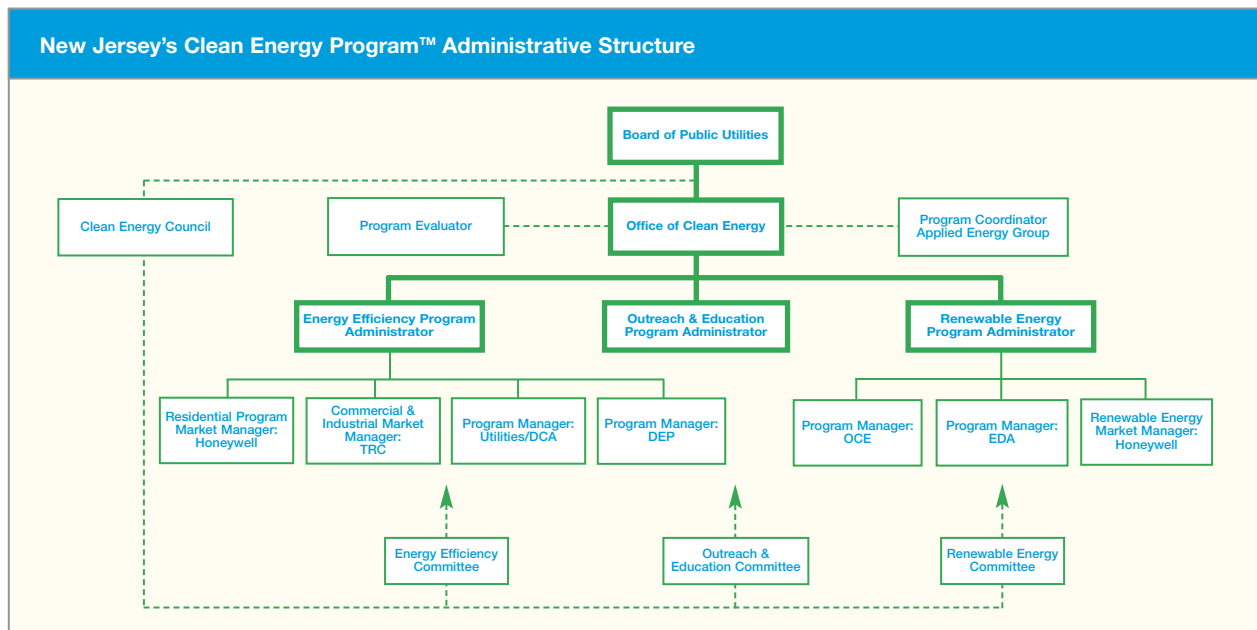 New Jersey's Clean Energy Program™ Administrative Structure
Board of Public Utilities
Clean Energy Council
Program Evaluator
Office of Clean Energy
Program Coordinator
Applied Energy Group
Energy Efficiency Program
Administrator
Outreach & Education
Program Administrator
Renewable Energy
Program Administrator
Residential Program
Market Manager:
Honeywell
Commercial &
Industrial Market
Manager:
TRC
Program Manager:
Utilities/DCA
Program Manager:
DEP
Program Manager:
OCE
Program Manager:
EDA
Renewable Energy
Market Manager:
Honeywell
Energy Efficiency
Committee
Outreach &
Education Committee
Renewable Energy
Committee